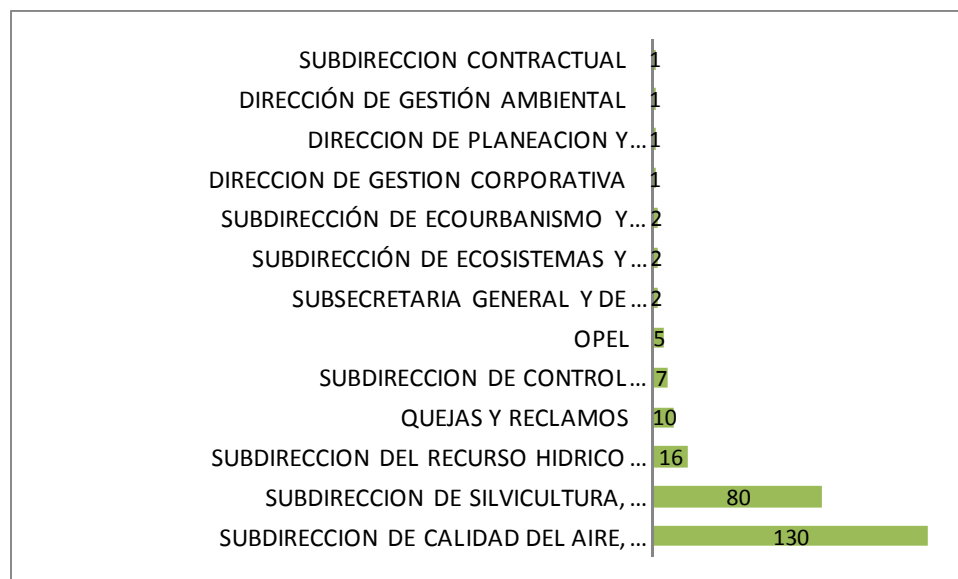 SUBDIRECCION CONTRACTUAL 1
DIRECCIÓN DE GESTIÓN AMBIENTAL 1
DIRECCION DE PLANEACION Y... 1
DIRECCION DE GESTION CORPORATIVA 1
SUBDIRECCIÓN DE ECOURBANISMO Y... 2
SUBDIRECCIÓN DE ECOSISTEMAS Y... 2
SUBSECRETARIA GENERAL Y DE... 2
OPEL 5
SUBDIRECCION DE CONTROL... 7
QUEJAS Y RECLAMOS 10
SUBDIRECCION DEL RECURSO HIDRICO... 16
SUBDIRECCION DE SILVICULTURA,... 80
SUBDIRECCION DE CALIDAD DEL AIRE,... 130